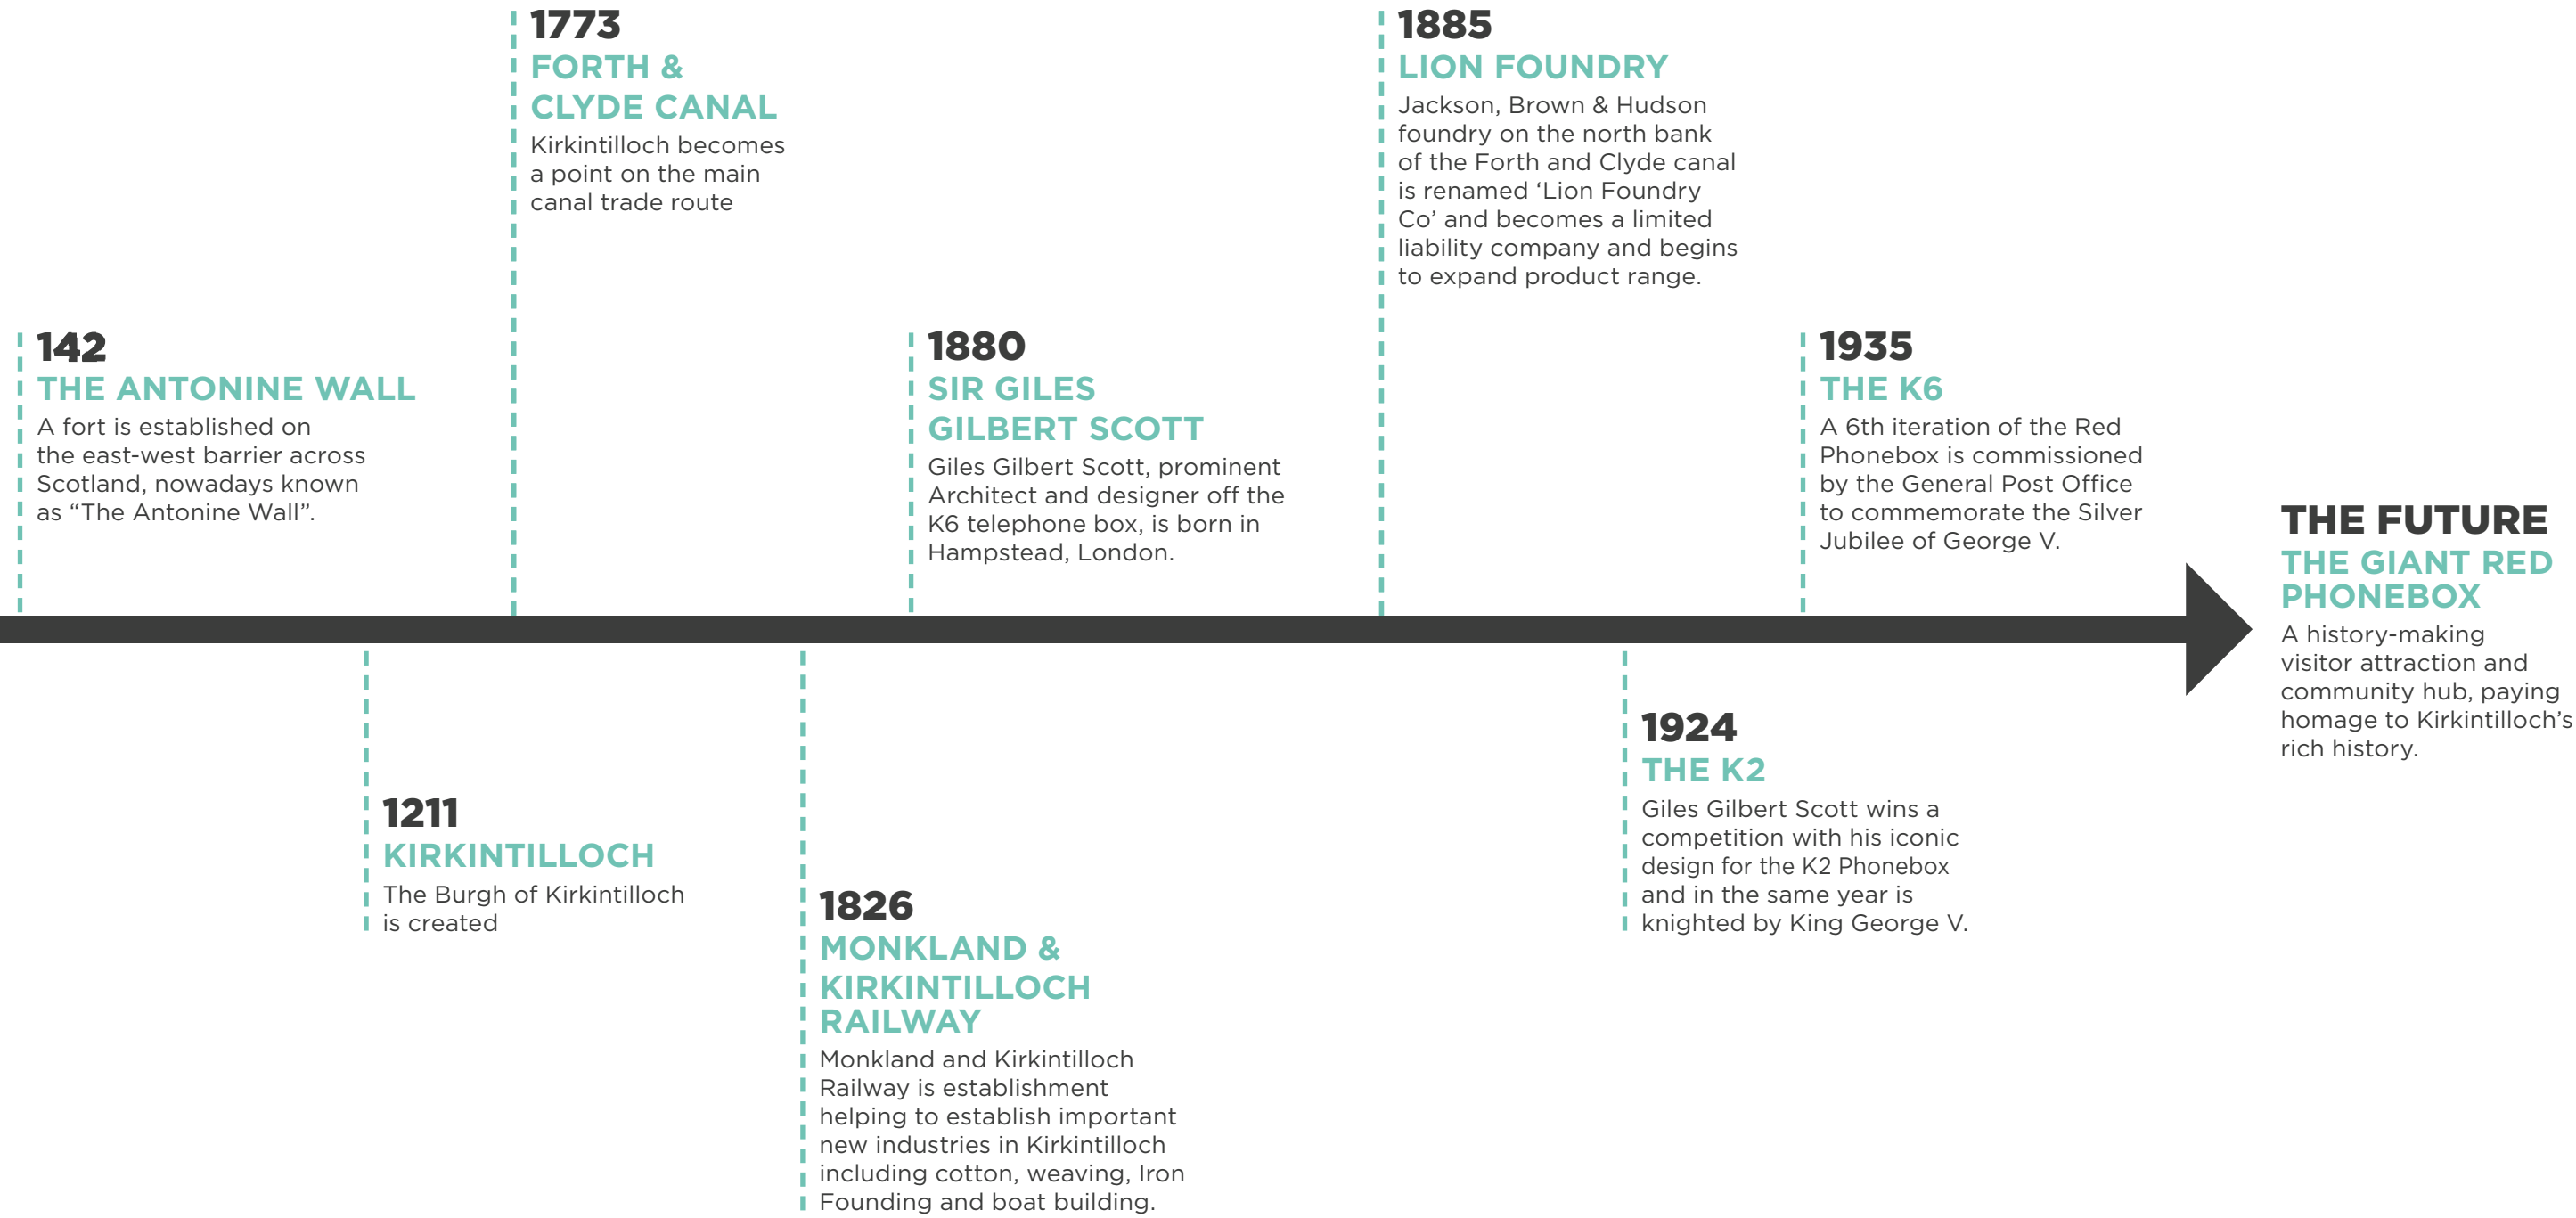 1773
FORTH &
CLYDE CANAL
Kirkintilloch becomes
a point on the main
canal trade route
1885
LION FOUNDRY
Jackson, Brown & Hudson
foundry on the north bank
of the Forth and Clyde canal
is renamed ‘Lion Foundry
Co’ and becomes a limited
liability company and begins
to expand product range.
142
THE ANTONINE WALL
A fort is established on
the east-west barrier across
Scotland, nowadays known
as “The Antonine Wall”.
1880
SIR GILES
GILBERT SCOTT
Giles Gilbert Scott, prominent
Architect and designer off the
K6 telephone box, is born in
Hampstead, London.
1935
THE K6
A 6th iteration of the Red
Phonebox is commissioned
by the General Post Office
to commemorate the Silver
Jubilee of George V.
THE FUTURE
THE GIANT RED
PHONEBOX
A history-making
visitor attraction and
community hub, paying
homage to Kirkintilloch’s
rich history.
1211
KIRKINTILLOCH
The Burgh of Kirkintilloch
is created
1826
MONKLAND &
KIRKINTILLOCH
RAILWAY
Monkland and Kirkintilloch
Railway is establishment
helping to establish important
new industries in Kirkintilloch
including cotton, weaving, Iron
Founding and boat building.
1924
THE K2
Giles Gilbert Scott wins a
competition with his iconic
design for the K2 Phonebox
and in the same year is
knighted by King George V.